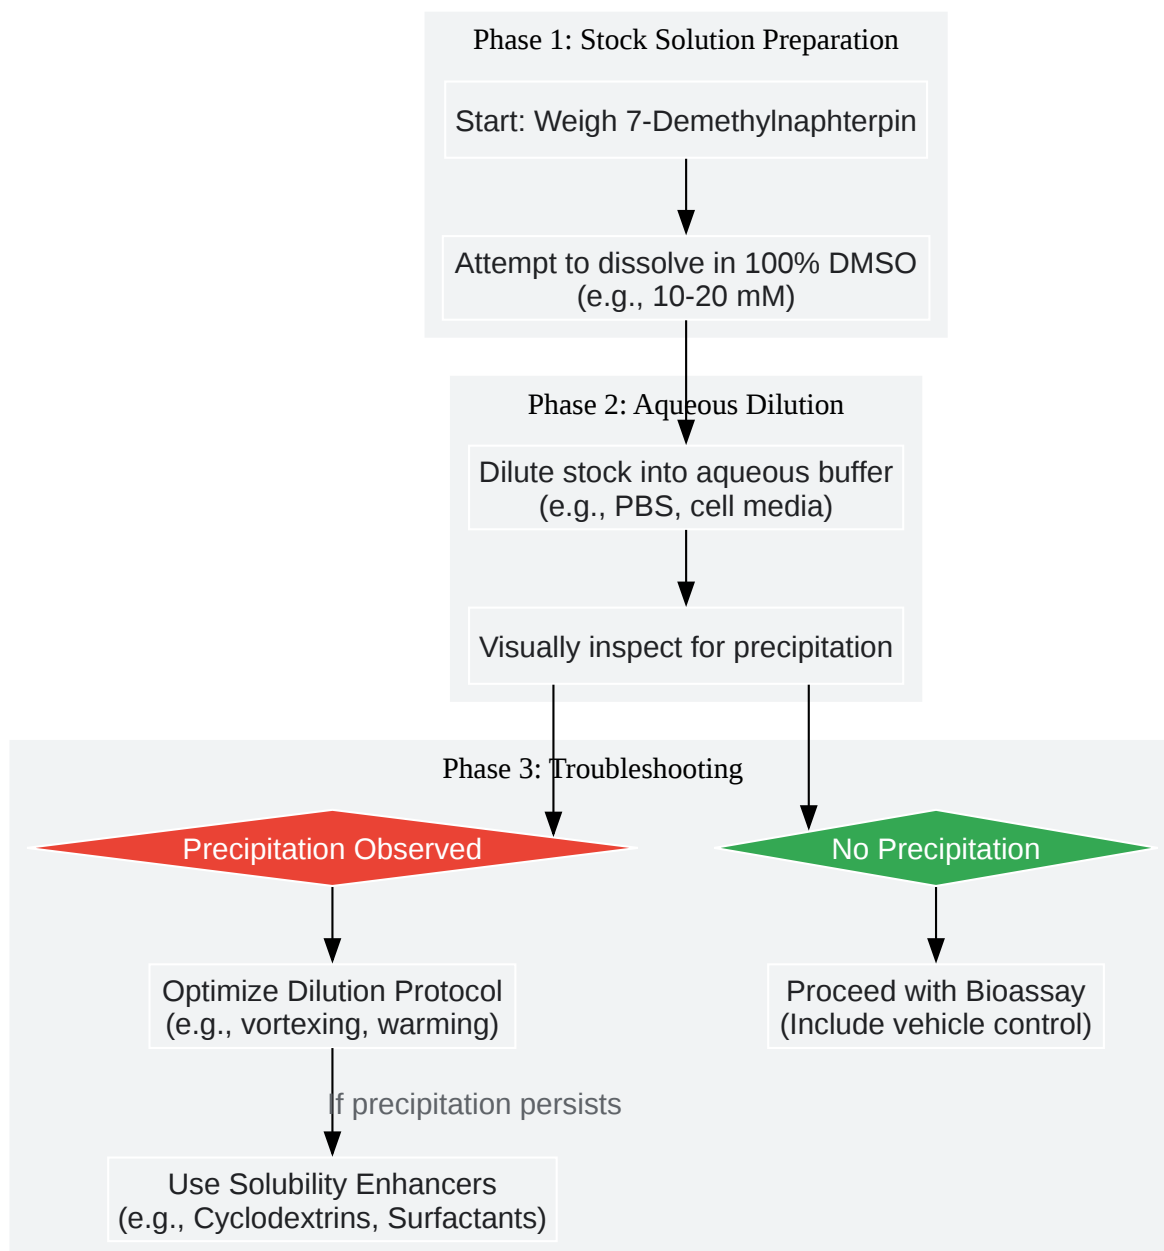 Phase 1: Stock Solution Preparation
Start: Weigh 7-Demethylnaphterpin
Attempt to dissolve in 100% DMSO
(e.g., 10-20 mM)
Phase 2: Aqueous Dilution
Dilute stock into aqueous buffer
(e.g., PBS, cell media)
Visually inspect for precipitation
Phase 3: Troubleshooting
Precipitation Observed
No Precipitation
Optimize Dilution Protocol
(e.g., vortexing, warming)
Proceed with Bioassay
(Include vehicle control)
If precipitation persists
Use Solubility Enhancers
(e.g., Cyclodextrins, Surfactants)